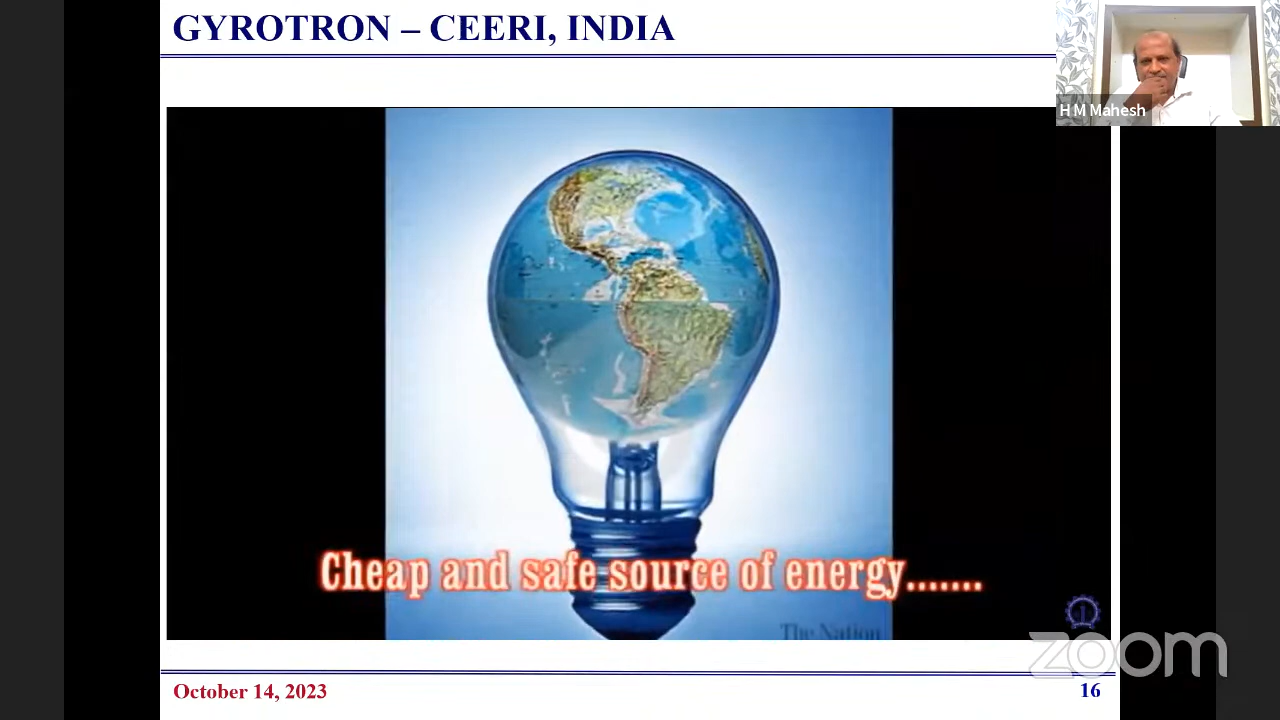 GYROTRON – CEERI, INDIA
H M Mahesh
Cheap and safe source of energy.......
The Nation
zoom
October 14, 2023
16